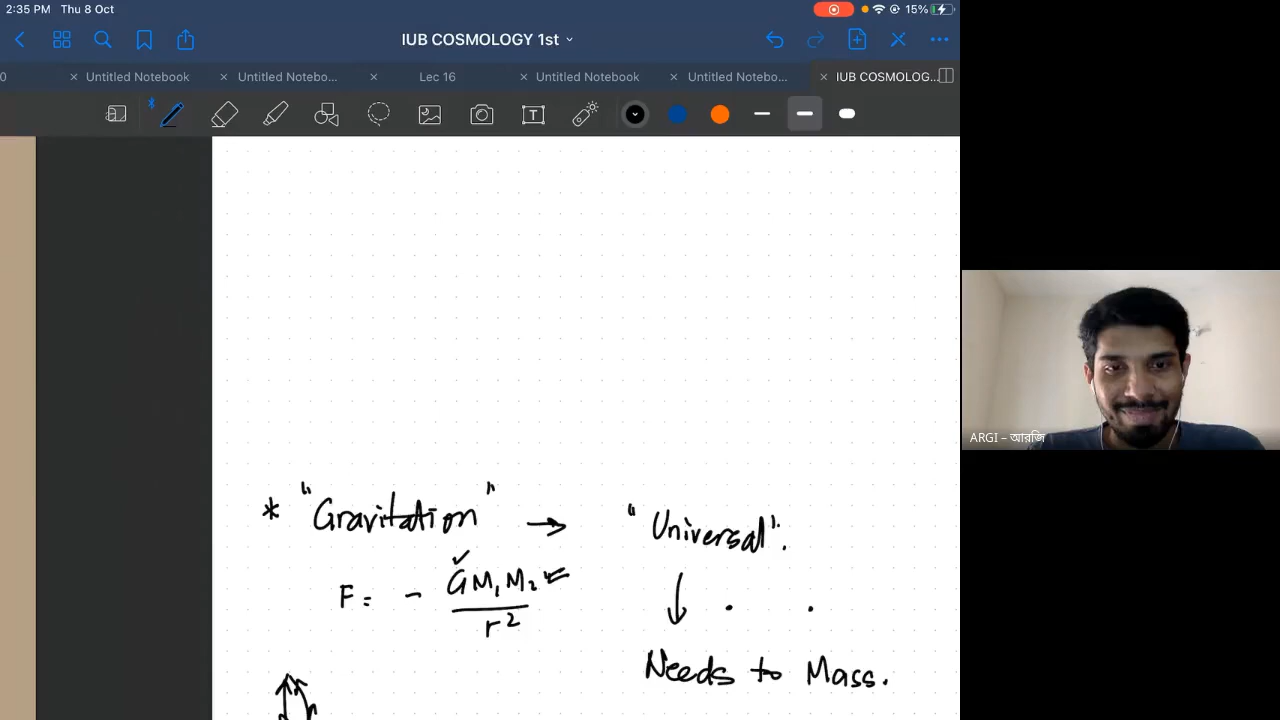 2:35 PM Thu 8 Oct
15%
IUB COSMOLOGY 1st
0
Untitled Notebook
Untitled Notebo...
Lec 16
Untitled Notebook
Untitled Notebo...
IUB COSMOLOG...
T
* "Gravitation" → "Universal".
F = - GM₁M₂
r²
Needs to Mass.
r
ARGI – আরজি